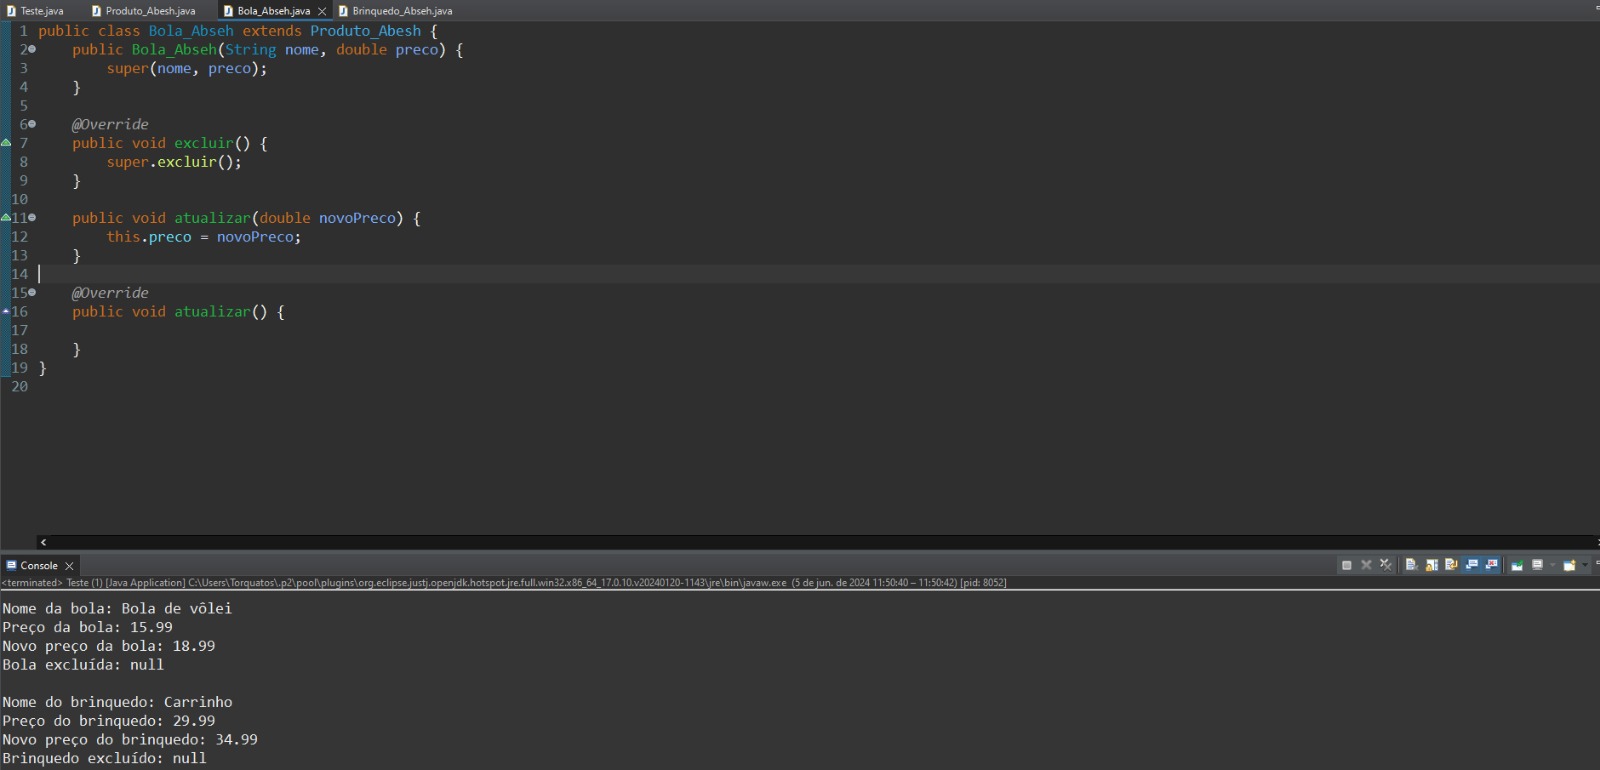 Teste.java Produto_Abesh.java Bola_Abseh.java Brinquedo_Abseh.java
1 public class Bola_Abseh extends Produto_Abesh {
2 public Bola_Abseh(String nome, double preco) {
3 super(nome, preco);
4 }
5
6 @Override
7 public void excluir() {
8 super.excluir();
9 }
10
11 public void atualizar(double novoPreco) {
12 this.preco = novoPreco;
13 }
14
15 @Override
16 public void atualizar() {
17
18 }
19 }
20
Console
<terminated> Teste (1) [Java Application] C:\Users\Torquatos\.p2\pool\plugins\org.eclipse.justj.openjdk.hotspot.jre.full.win32.x86_64_17.0.10.v20240120-1143\jre\bin\javaw.exe (5 de jun. de 2024 11:50:40 – 11:50:42) [pid: 8052]
Nome da bola: Bola de vôlei
Preço da bola: 15.99
Novo preço da bola: 18.99
Bola excluída: null
Nome do brinquedo: Carrinho
Preço do brinquedo: 29.99
Novo preço do brinquedo: 34.99
Brinquedo excluído: null